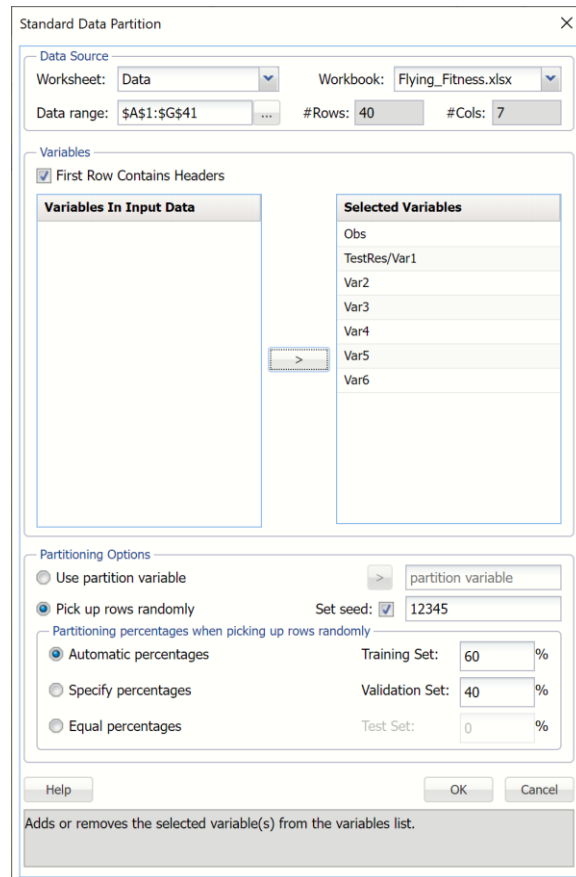 Standard Data Partition
Data Source
Worksheet: Data Workbook: Flying_Fitness.xlsx
Data range: $A$1:$G$41 ... #Rows: 40 #Cols: 7
Variables
First Row Contains Headers
Variables In Input Data Selected Variables
Obs
TestRes/Var1
Var2
Var3
Var4
Var5
>
Var6
Partitioning Options
Use partition variable > partition variable
Pick up rows randomly Set seed: 12345
Partitioning percentages when picking up rows randomly
Automatic percentages Training Set: 60 %
Specify percentages Validation Set: 40 %
Equal percentages Test Set: 0 %
Help OK Cancel
Adds or removes the selected variable(s) from the variables list.